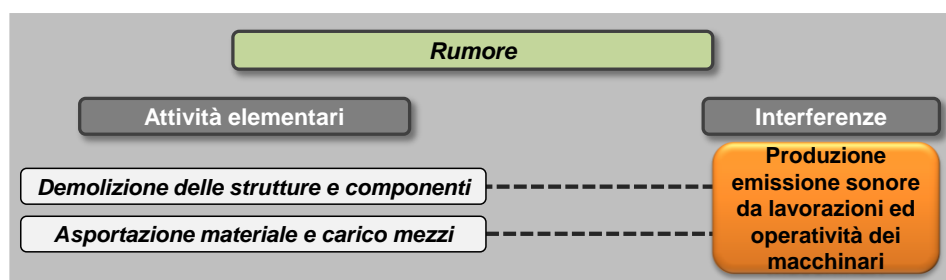 Rumore
Attività elementari
Interferenze
Demolizione delle strutture e componenti
Asportazione materiale e carico mezzi
Produzione
emissione sonore
da lavorazioni ed
operatività dei
macchinari